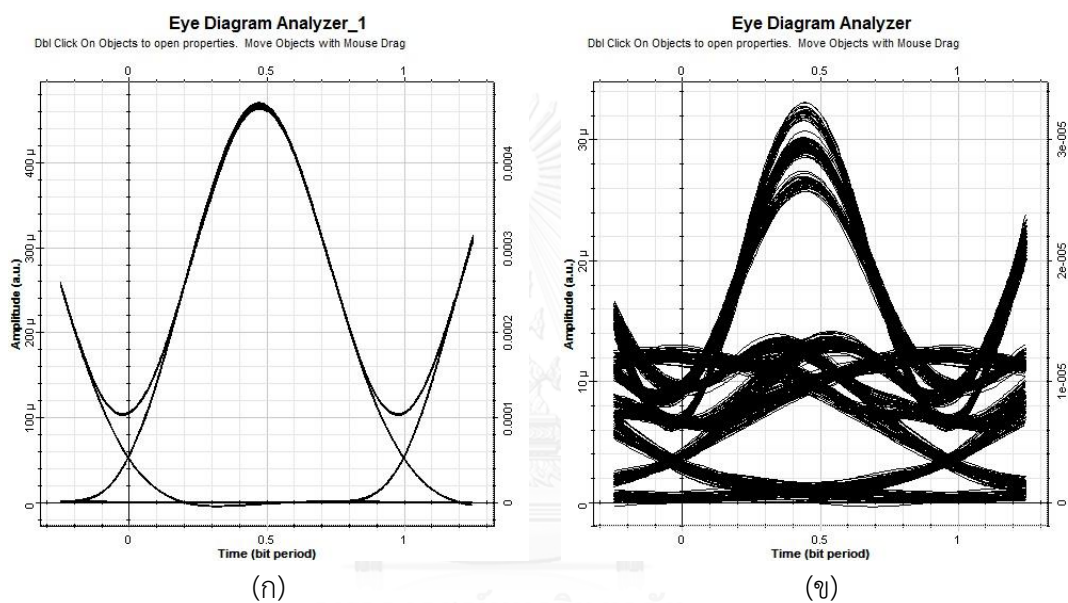 Eye Diagram Analyzer_1
Dbl Click On Objects to open properties. Move Objects with Mouse Drag
0 0.5 1
Amplitude (a.u.)
400 µ
300 µ
200 µ
100 µ
0
0.0004
0.0003
0.0002
0.0001
0
0 0.5 1
Time (bit period)
(ก)
Eye Diagram Analyzer
Dbl Click On Objects to open properties. Move Objects with Mouse Drag
0 0.5 1
Amplitude (a.u.)
30 µ
20 µ
10 µ
0
3e-005
2e-005
1e-005
0
0 0.5 1
Time (bit period)
(ข)